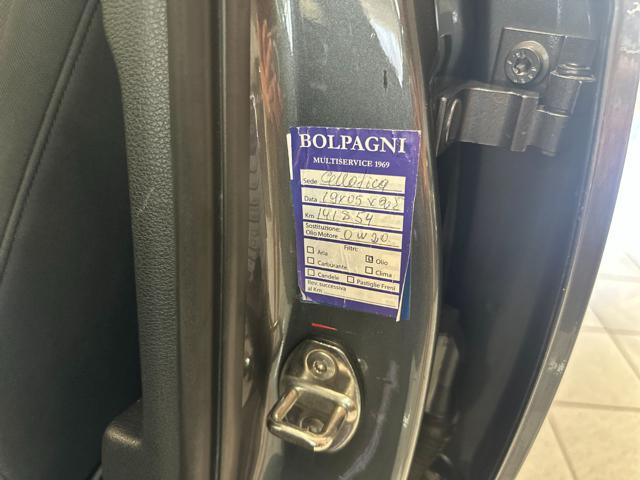 BOLPAGNI
MULTISERVICE 1969
Sede Cellatica
Data
Km 141854
Sostituzione:
Olio Motore 0W20
Filtri:
Aria
Olio
Carburante
Clima
Candele
Pastiglie Freni
Rev. successiva
al Km